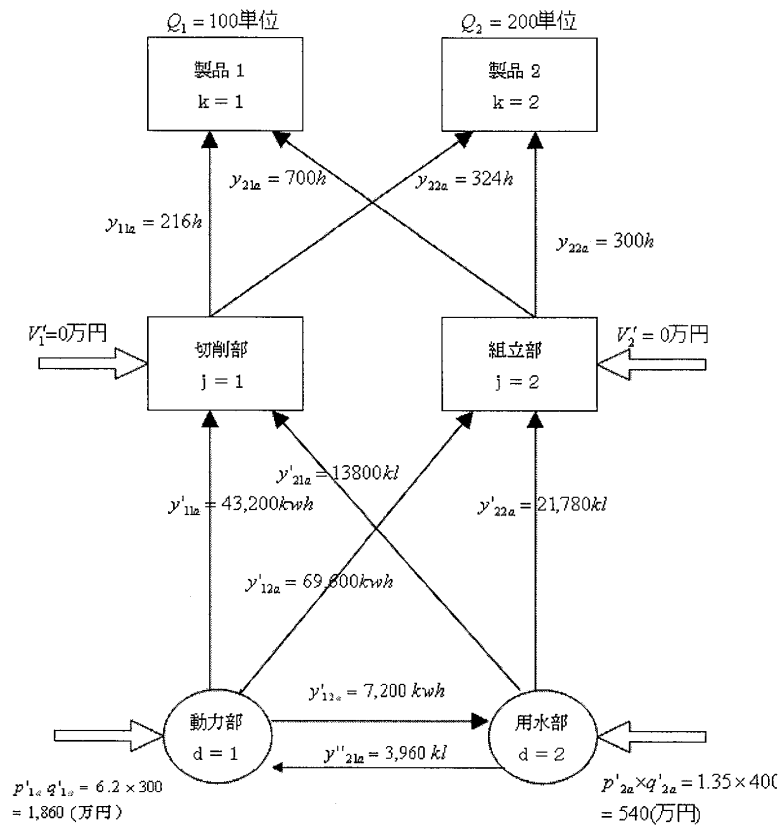 Q₁ = 100単位
Q₂ = 200単位
製品 1
k = 1
製品 2
k = 2
y₂₁ₐ = 700h
y₂₂ₐ = 324h
y₁₁ₐ = 216h
y₂₂ₐ = 300h
V₁'=0万円
V₂' = 0万円
切削部
j = 1
組立部
j = 2
y'₂₁ₐ = 13800kl
y'₁₁ₐ = 43,200kwh
y'₂₂ₐ = 21,780kl
y'₁₂ₐ = 69,600kwh
y'₁₂ₐ = 7,200 kwh
動力部
d = 1
用水部
d = 2
y''₂₁ₐ = 3,960 kl
p'₁ₐ q'₁ₐ = 6.2 × 300
= 1,860 (万円)
p'₂ₐ×q'₂ₐ = 1.35 × 400
= 540(万円)